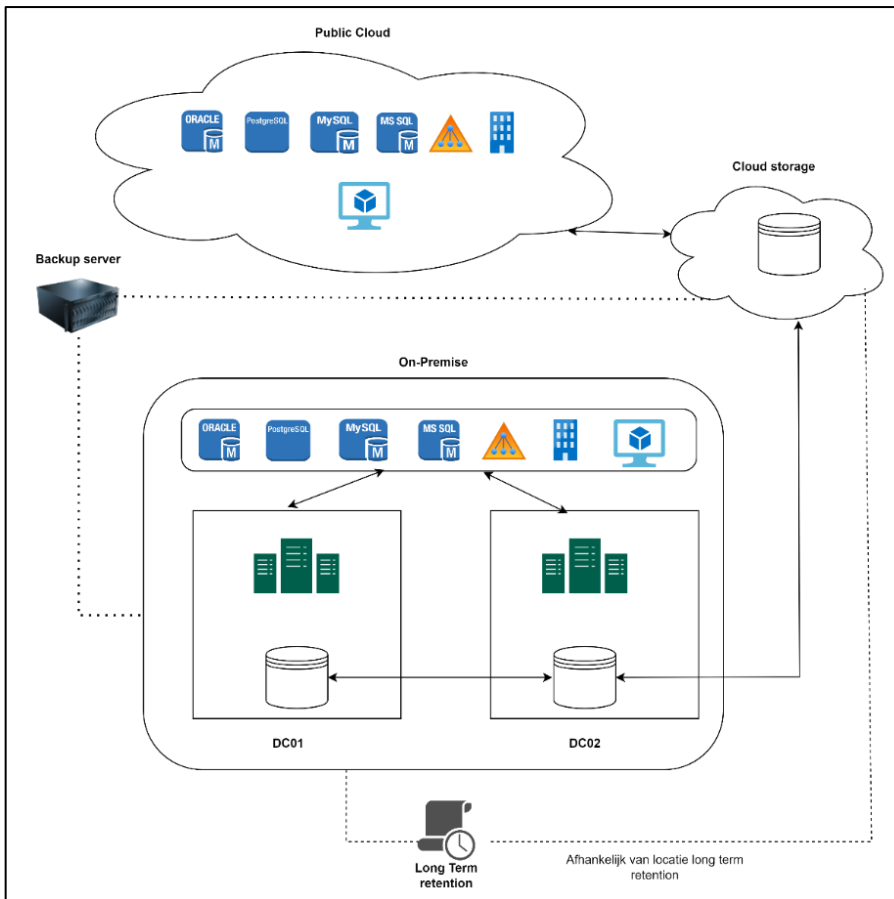 Public Cloud
ORACLE
M
PostgreSQL
MySQL
M
MS SQL
M
Cloud storage
Backup server
On-Premise
ORACLE
M
PostgreSQL
MySQL
M
MS SQL
M
DC01
DC02
Long Term
retention
Afhankelijk van locatie long term
retention